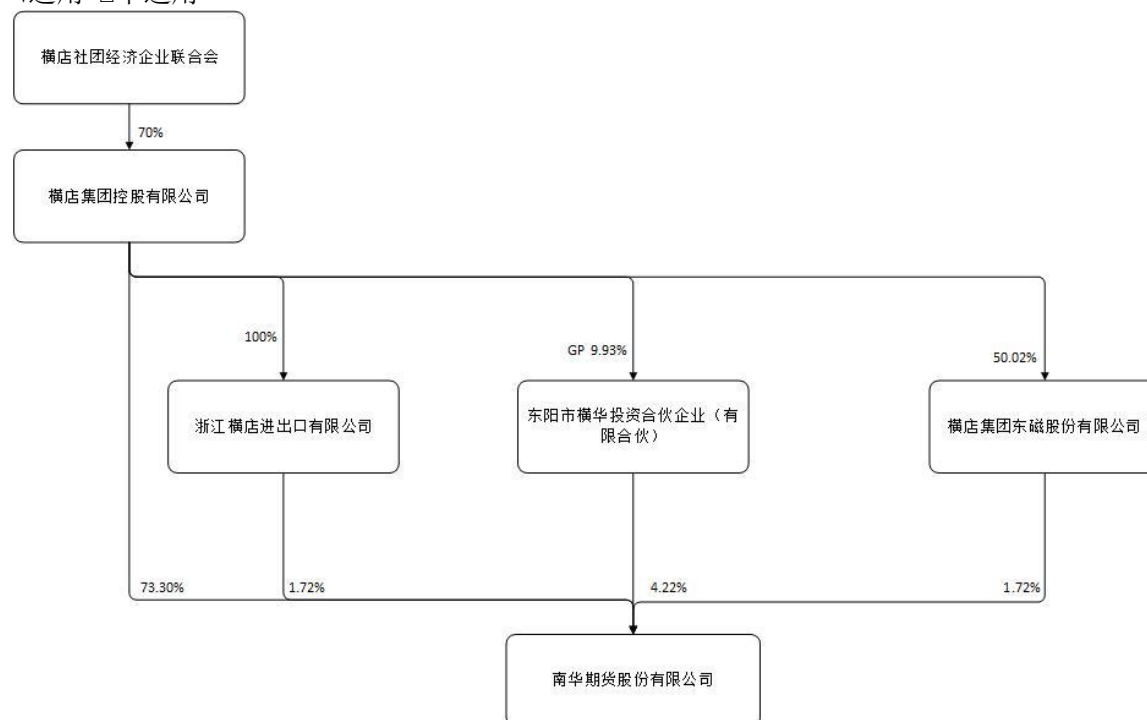 横店社团经济企业联合会
70%
横店集团控股有限公司
100%
GP 9.93%
50.02%
浙江横店进出口有限公司
东阳市横华投资合伙企业（有
限合伙）
横店集团东磁股份有限公司
73.30%
1.72%
4.22%
1.72%
南华期货股份有限公司